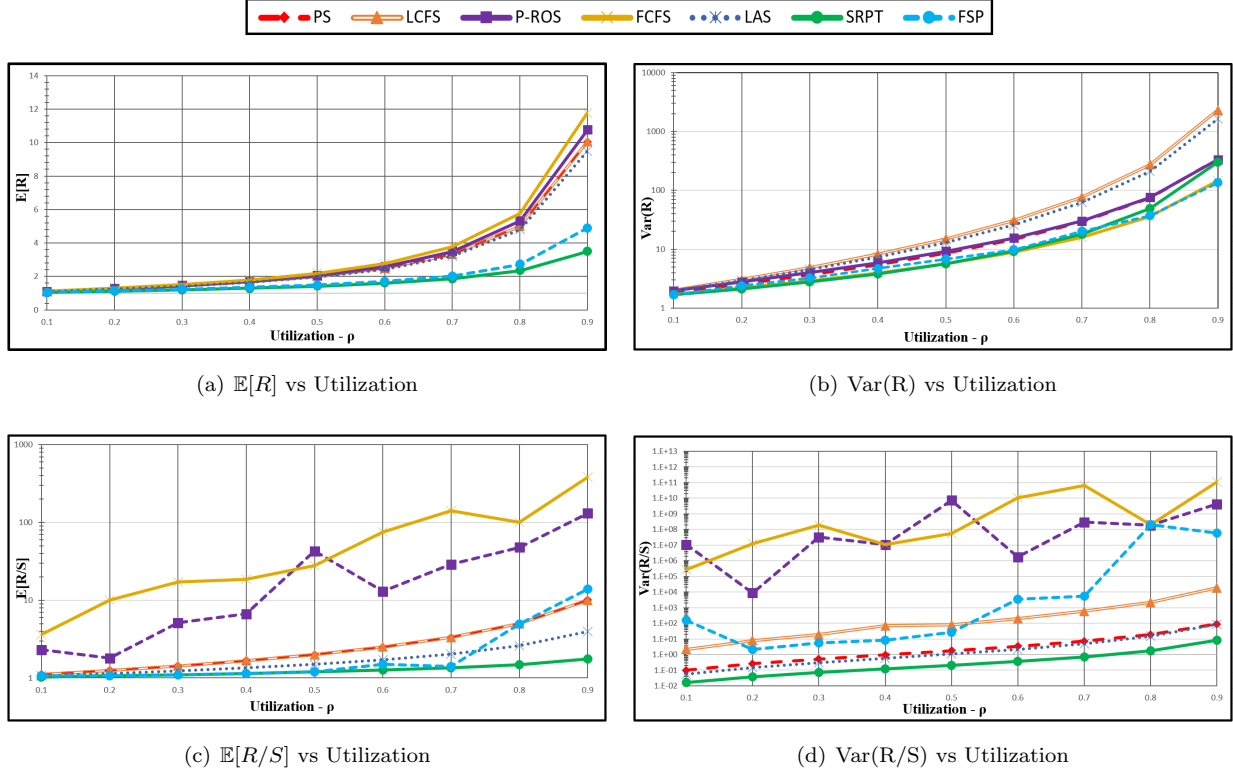 PS LCFS P-ROS FCFS LAS SRPT FSP
E[R]
14
12
10
8
6
4
2
0
0.1 0.2 0.3 0.4 0.5 0.6 0.7 0.8 0.9
Utilization - ρ
(a) 𝔼[R] vs Utilization
Var(R)
10000
1000
100
10
1
0.1 0.2 0.3 0.4 0.5 0.6 0.7 0.8 0.9
Utilization - ρ
(b) Var(R) vs Utilization
E[R/S]
1000
100
10
1
0.1 0.2 0.3 0.4 0.5 0.6 0.7 0.8 0.9
Utilization - ρ
(c) 𝔼[R/S] vs Utilization
Var(R/S)
1.E+13
1.E+12
1.E+11
1.E+10
1.E+09
1.E+08
1.E+07
1.E+06
1.E+05
1.E+04
1.E+03
1.E+02
1.E+01
1.E+00
1.E-01
1.E-02
0.1 0.2 0.3 0.4 0.5 0.6 0.7 0.8 0.9
Utilization - ρ
(d) Var(R/S) vs Utilization